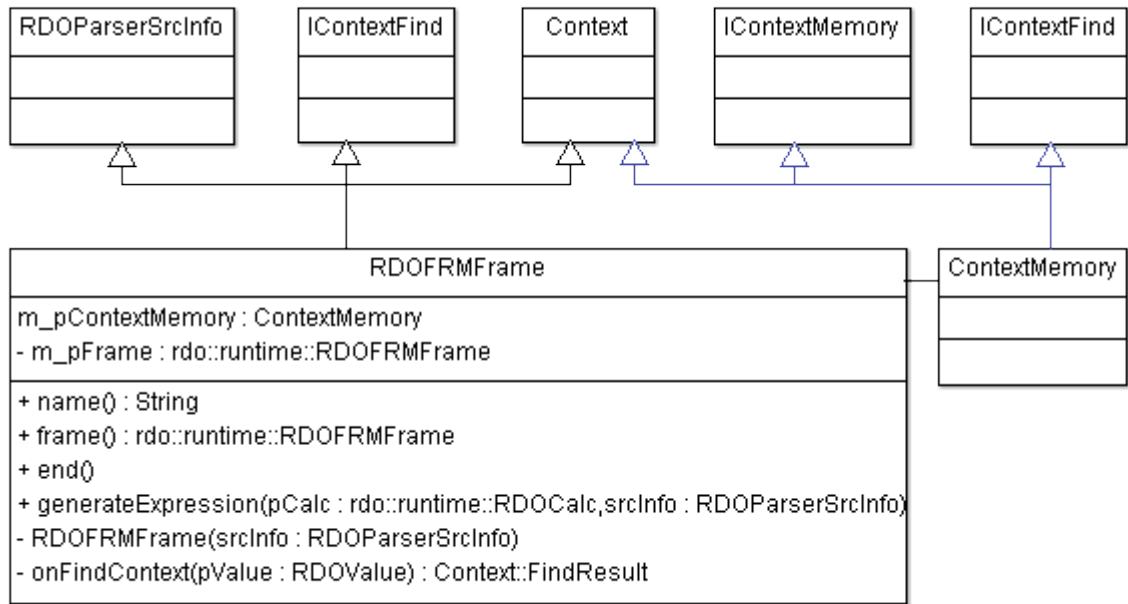 RDOParserSrcInfo
IContextFind
Context
IContextMemory
IContextFind
RDOFRMFrame
m_pContextMemory : ContextMemory
- m_pFrame : rdo::runtime::RDOFRMFrame
+ name() : String
+ frame() : rdo::runtime::RDOFRMFrame
+ end()
+ generateExpression(pCalc : rdo::runtime::RDOCalc,srcInfo : RDOParserSrcInfo)
- RDOFRMFrame(srcInfo : RDOParserSrcInfo)
- onFindContext(pValue : RDOValue) : Context::FindResult
ContextMemory